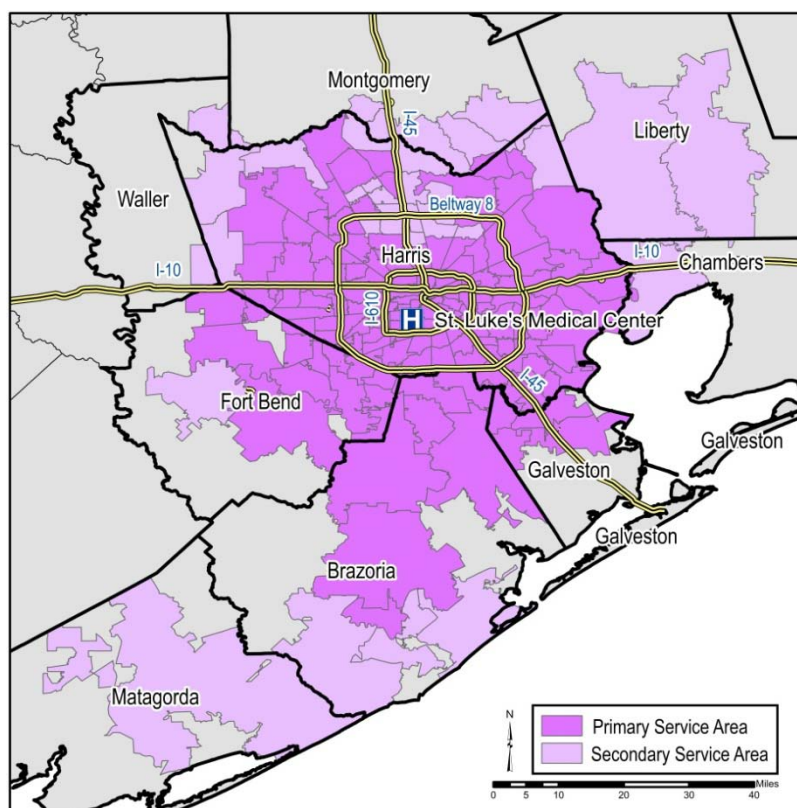 Montgomery
I-45
Liberty
Waller
Beltway 8
Harris
I-10
Chambers
I-10
I-610
H
St. Luke's Medical Center
I-45
Fort Bend
Galveston
Galveston
Galveston
Brazoria
Matagorda
N
Primary Service Area
Secondary Service Area
Miles
0 5 10 20 30 40